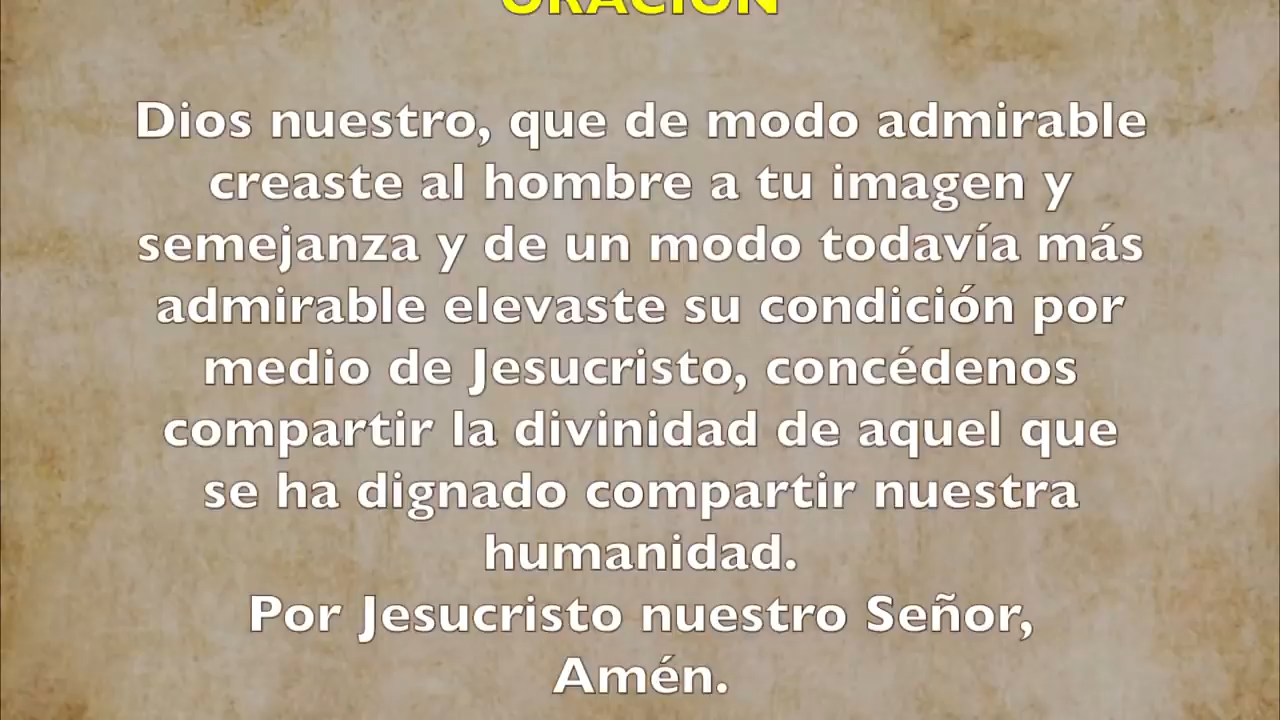 ORACIÓN
Dios nuestro, que de modo admirable
creaste al hombre a tu imagen y
semejanza y de un modo todavía más
admirable elevaste su condición por
medio de Jesucristo, concédenos
compartir la divinidad de aquel que
se ha dignado compartir nuestra
humanidad.
Por Jesucristo nuestro Señor,
Amén.